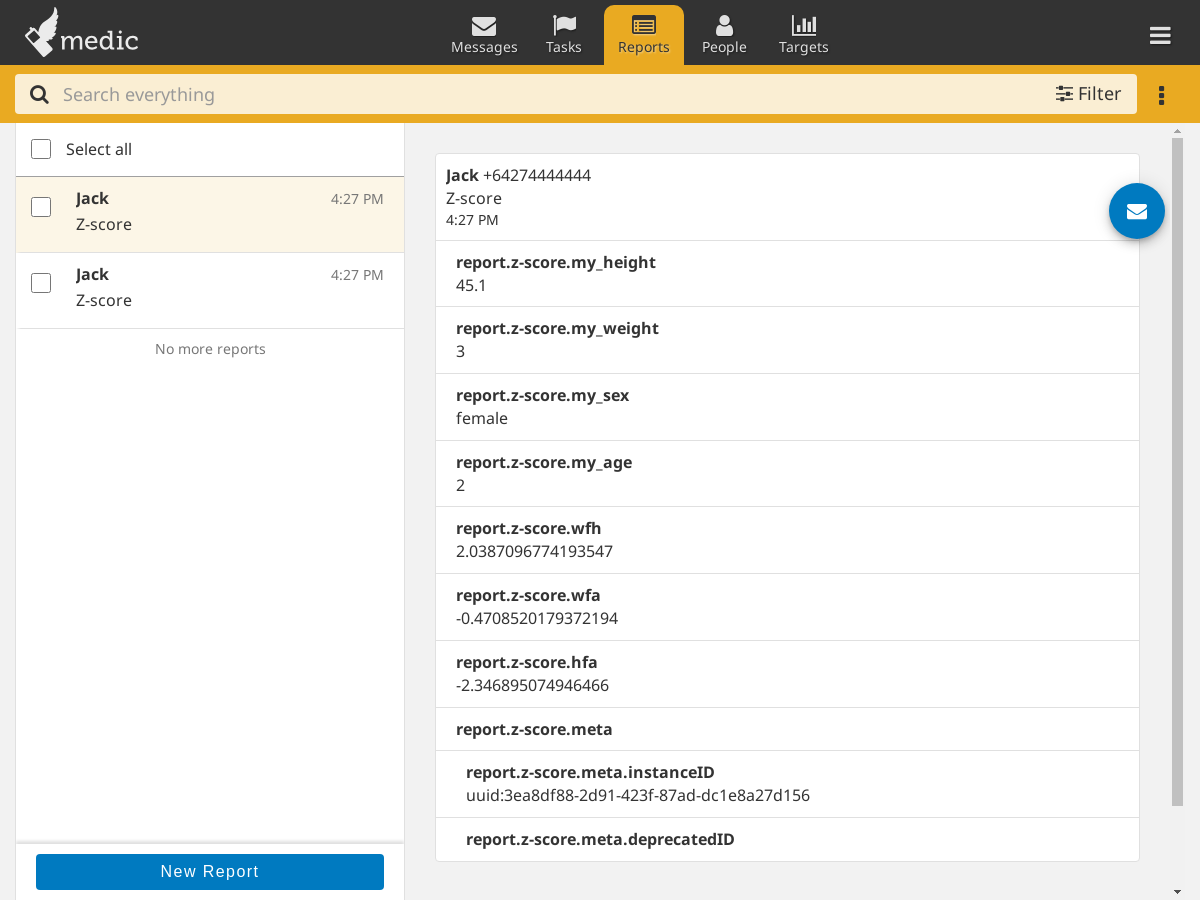 medic
Messages
Tasks
Reports
People
Targets
Search everything
Filter
Select all
Jack
4:27 PM
Z-score
Jack
4:27 PM
Z-score
No more reports
New Report
Jack +64274444444
Z-score
4:27 PM
report.z-score.my_height
45.1
report.z-score.my_weight
3
report.z-score.my_sex
female
report.z-score.my_age
2
report.z-score.wfh
2.0387096774193547
report.z-score.wfa
-0.4708520179372194
report.z-score.hfa
-2.346895074946466
report.z-score.meta
report.z-score.meta.instanceID
uuid:3ea8df88-2d91-423f-87ad-dc1e8a27d156
report.z-score.meta.deprecatedID